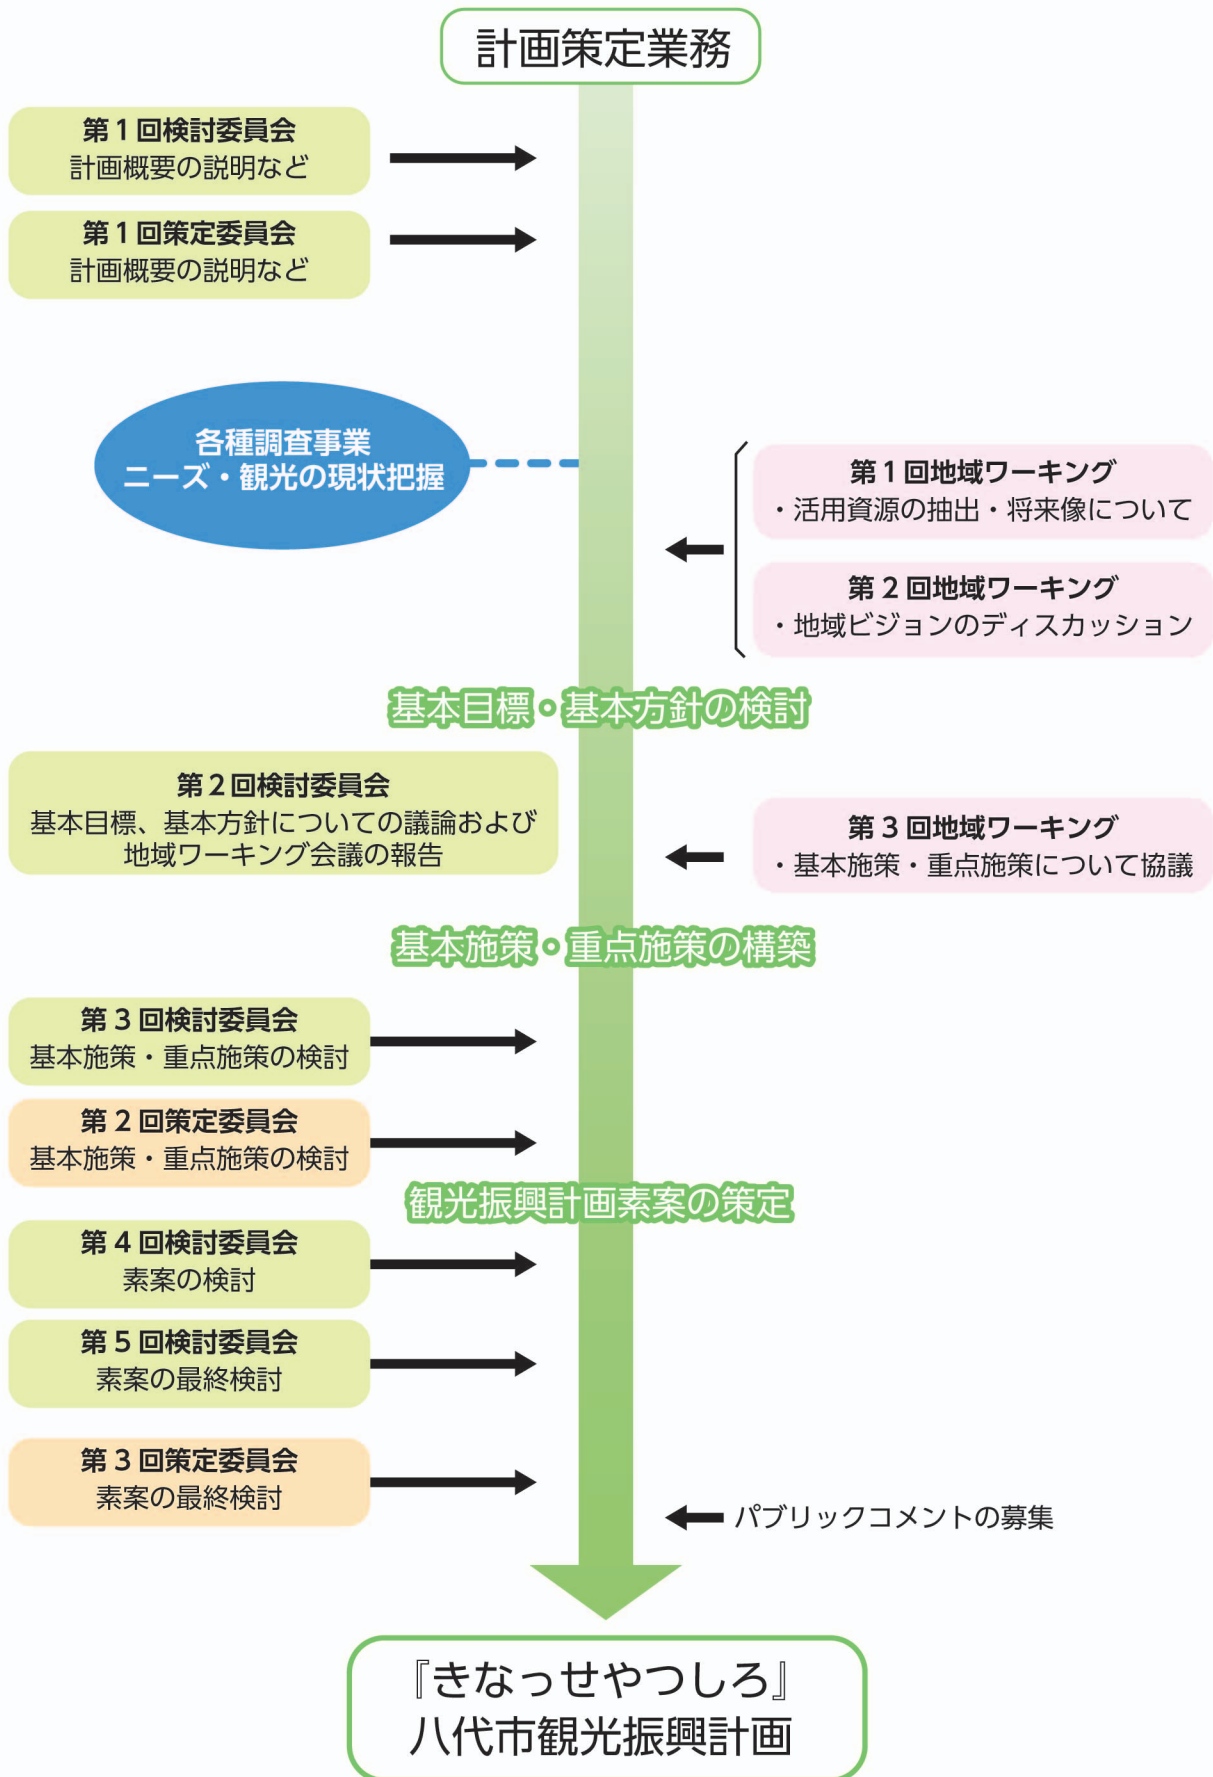 計画策定業務
第1回検討委員会
計画概要の説明など
第1回策定委員会
計画概要の説明など
各種調査事業
ニーズ・観光の現状把握
第1回地域ワーキング
・活用資源の抽出・将来像について
第2回地域ワーキング
・地域ビジョンのディスカッション
基本目標・基本方針の検討
第2回検討委員会
基本目標、基本方針についての議論および
地域ワーキング会議の報告
第3回地域ワーキング
・基本施策・重点施策について協議
基本施策・重点施策の構築
第3回検討委員会
基本施策・重点施策の検討
第2回策定委員会
基本施策・重点施策の検討
観光振興計画素案の策定
第4回検討委員会
素案の検討
第5回検討委員会
素案の最終検討
第3回策定委員会
素案の最終検討
パブリックコメントの募集
『きなっせやつしろ』
八代市観光振興計画